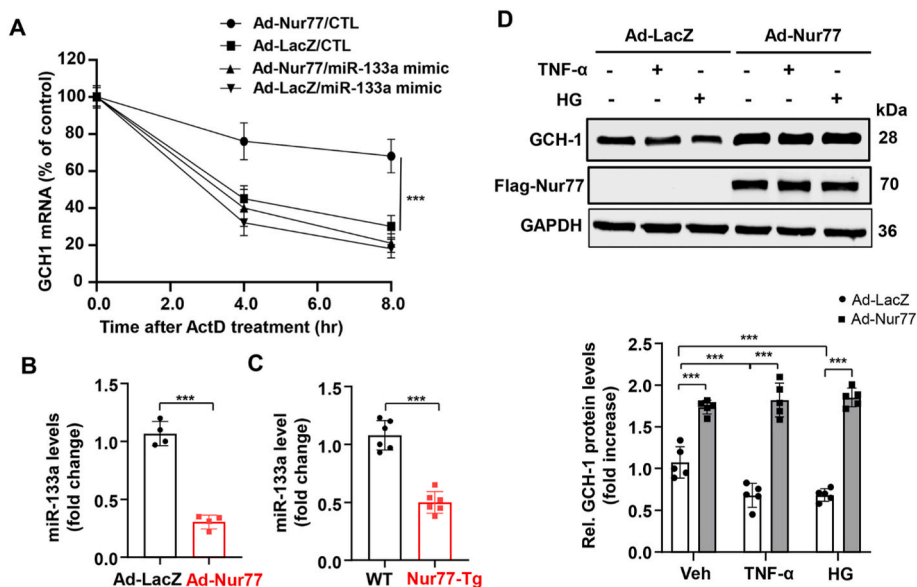 A
Ad-Nur77/CTL
Ad-LacZ/CTL
Ad-Nur77/miR-133a mimic
Ad-LacZ/miR-133a mimic
GCH1 mRNA (% of control)
120
100
80
60
40
20
0
***
0.0 2.0 4.0 6.0 8.0
Time after ActD treatment (hr)
B
miR-133a levels
(fold change)
1.5
1.0
0.5
0.0
***
Ad-LacZ Ad-Nur77
C
miR-133a level
(fold change)
1.5
1.0
0.5
0.0
***
WT Nur77-Tg
D
Ad-LacZ Ad-Nur77
TNF-α - + - - + -
HG - - + - - +
kDa
GCH-1 28
Flag-Nur77 70
GAPDH 36
Ad-LacZ
Ad-Nur77
Rel. GCH-1 protein levels
(fold increase)
2.5
2.0
1.5
1.0
0.5
0.0
***
*** ***
*** ***
Veh TNF-α HG